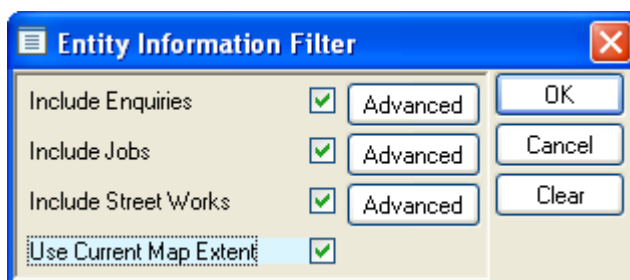 Entity Information Filter
Include Enquiries Advanced OK
Include Jobs Advanced Cancel
Include Street Works Advanced Clear
Use Current Map Extent